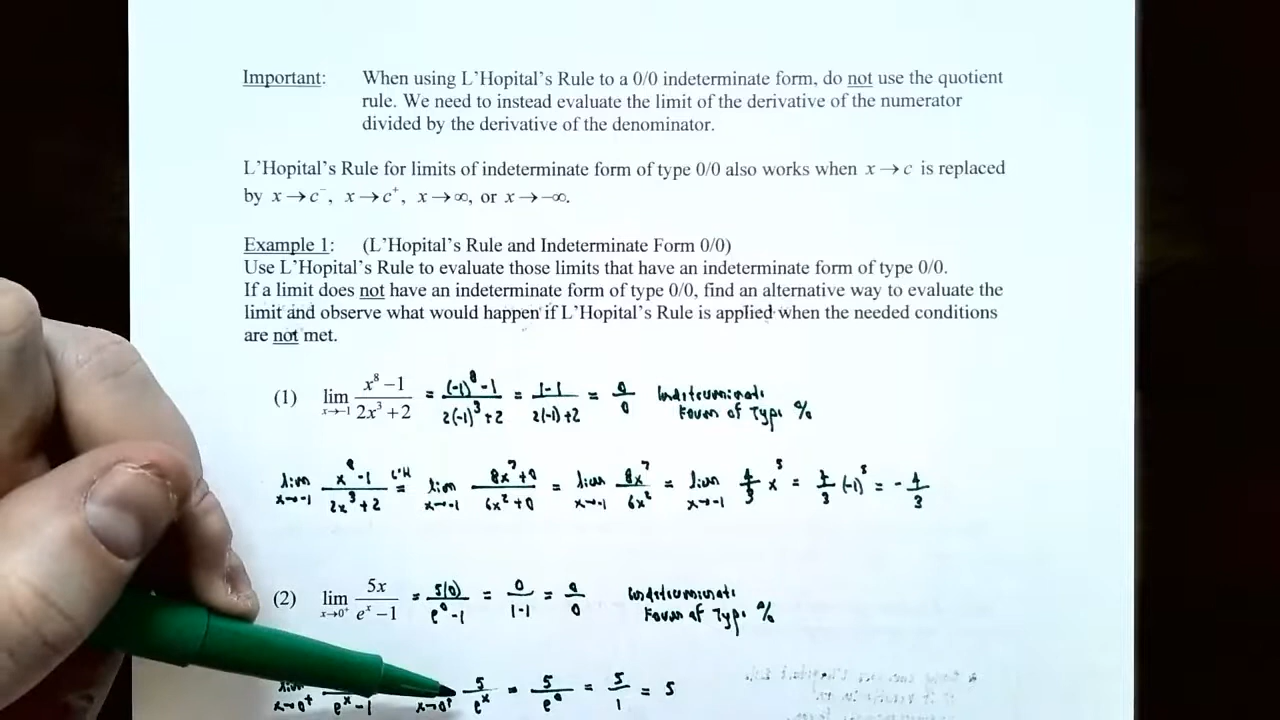 Important: When using L'Hopital's Rule to a 0/0 indeterminate form, do not use the quotient
rule. We need to instead evaluate the limit of the derivative of the numerator
divided by the derivative of the denominator.
L'Hopital's Rule for limits of indeterminate form of type 0/0 also works when x→c is replaced
by x→c⁻, x→c⁺, x→∞, or x→-∞.
Example 1: (L'Hopital's Rule and Indeterminate Form 0/0)
Use L'Hopital's Rule to evaluate those limits that have an indeterminate form of type 0/0.
If a limit does not have an indeterminate form of type 0/0, find an alternative way to evaluate the
limit and observe what would happen if L'Hopital's Rule is applied when the needed conditions
are not met.
(1) lim x→-1 (x⁸-1)/(2x³+2) = ((-1)⁸-1)/(2(-1)³+2) = (1-1)/(2(-1)+2) = 0/0 Indeterminate
Form of Type 0/0
lim x→-1 (x⁸-1)/(2x³+2) L'H = lim x→-1 (8x⁷+0)/(6x²+0) = lim x→-1 8x⁷/6x² = lim x→-1 4/3 x⁵ = 4/3 (-1)⁵ = -4/3
(2) lim x→0⁺ 5x/(eˣ-1) = 5(0)/(e⁰-1) = 0/(1-1) = 0/0 Indeterminate
Form of Type 0/0
lim x→0⁺ eˣ-1 x→0⁺ 5/eˣ = 5/e⁰ = 5/1 = 5